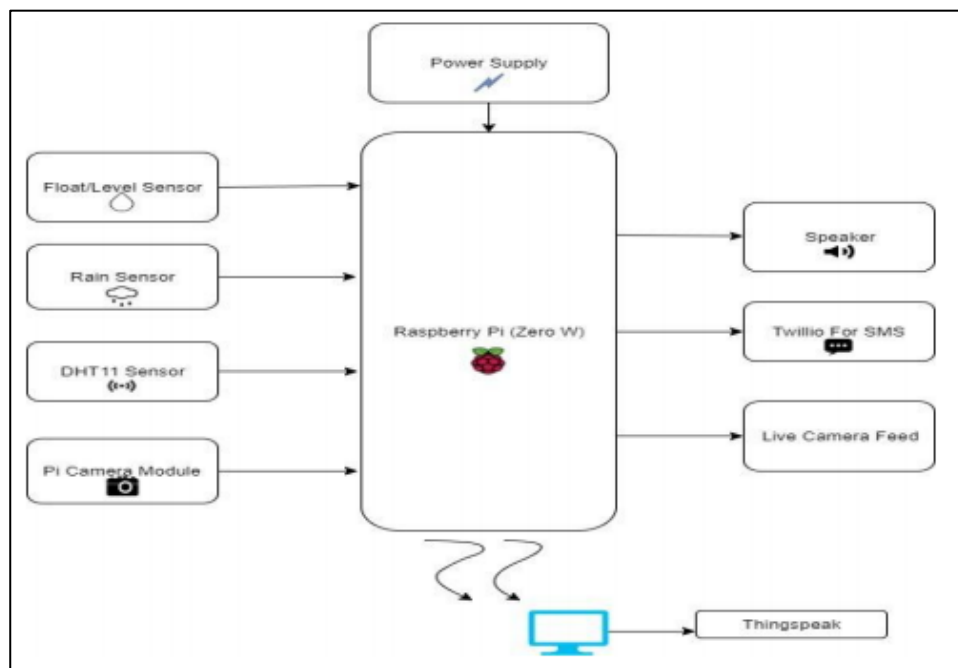 Power Supply
Float/Level Sensor
Rain Sensor
DHT11 Sensor
Pi Camera Module
Raspberry Pi (Zero W)
Speaker
Twillio For SMS
Live Camera Feed
Thingspeak